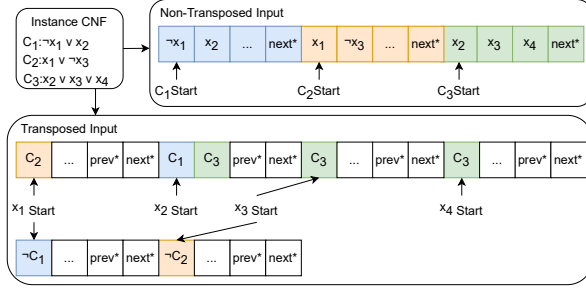 Instance CNF
C₁:¬x₁ ∨ x₂
C₂:x₁ ∨ ¬x₃
C₃:x₂ ∨ x₃ ∨ x₄
Non-Transposed Input
¬x₁ x₂ ... next* x₁ ¬x₃ ... next* x₂ x₃ x₄ next*
C₁Start C₂Start C₃Start
Transposed Input
C₂ ... prev* next* C₁ C₃ prev* next* C₃ ... prev* next* C₃ ... prev* next*
x₁ Start x₂ Start x₃ Start x₄ Start
¬C₁ ... prev* next* ¬C₂ ... prev* next*